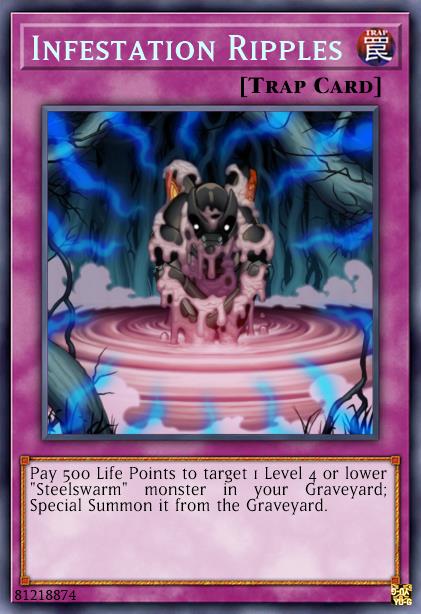 Infestation Ripples
TRAP
罠
[Trap Card]
Pay 500 Life Points to target 1 Level 4 or lower
"Steelswarm" monster in your Graveyard;
Special Summon it from the Graveyard.
81218874